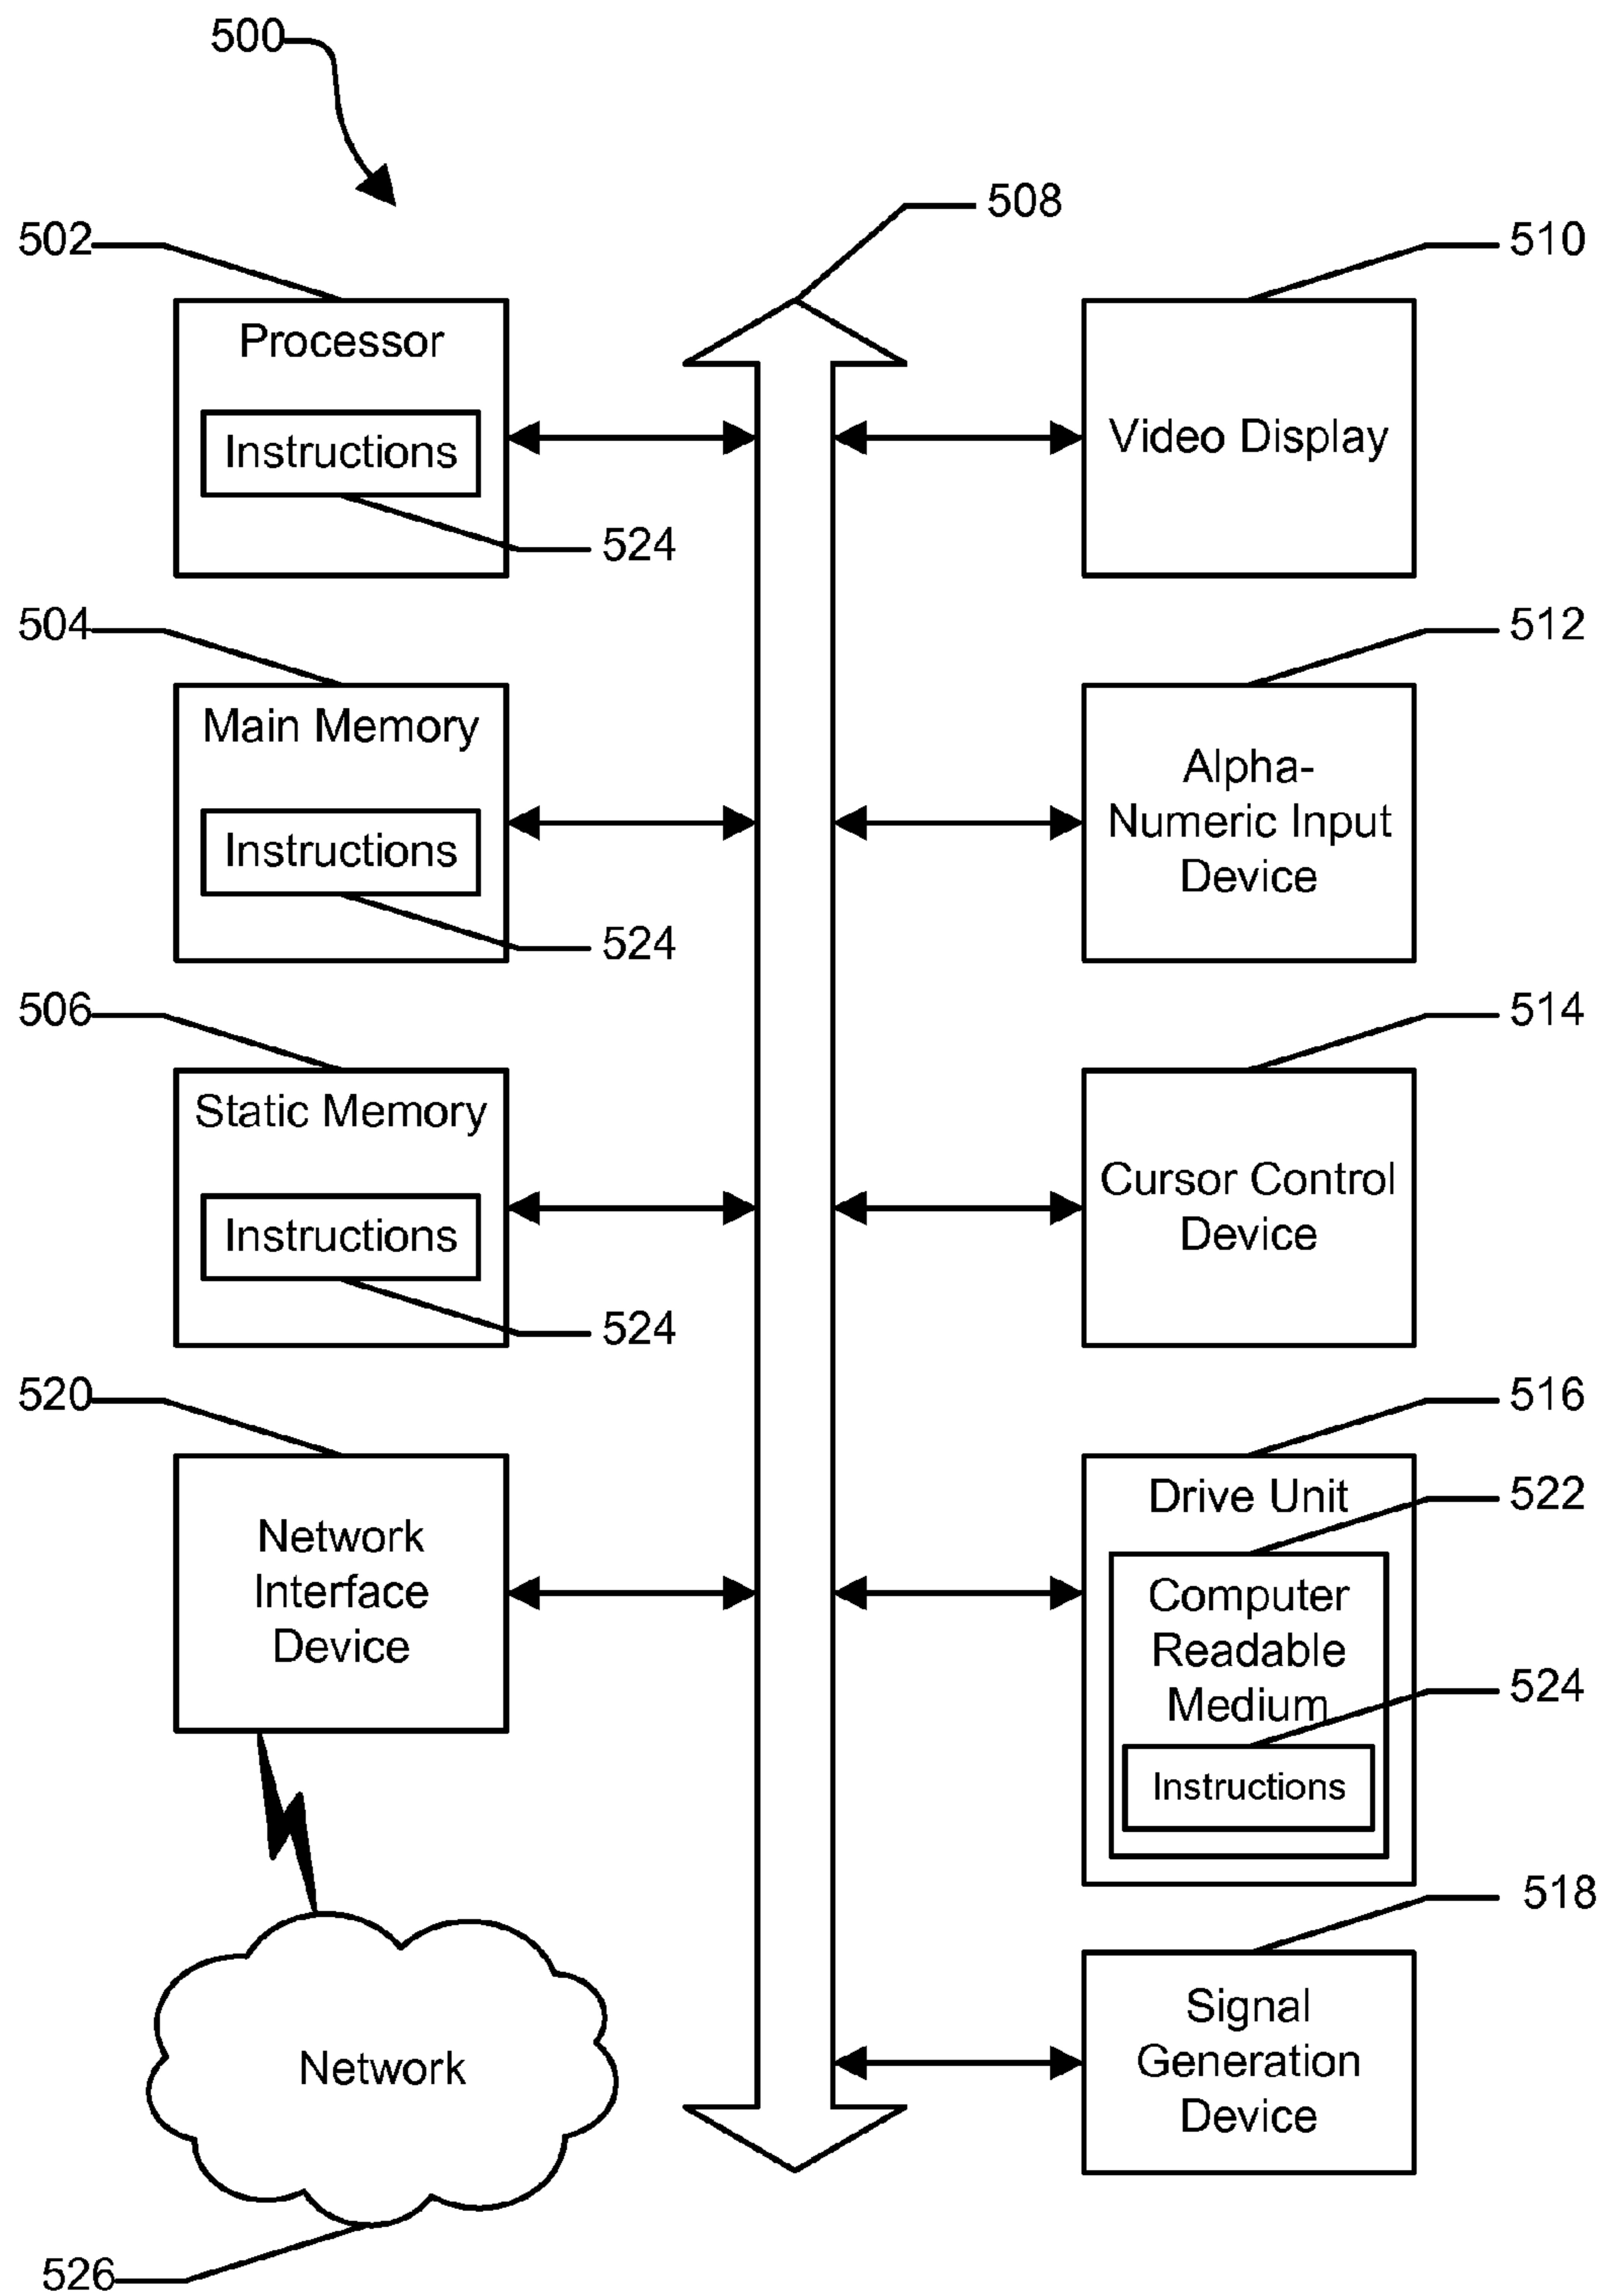 500
508
502
510
Processor
Instructions
524
Video Display
504
512
Main Memory
Instructions
524
Alpha-
Numeric Input
Device
506
514
Static Memory
Instructions
524
Cursor Control
Device
520
516
Network
Interface
Device
Drive Unit
522
Computer
Readable
Medium
524
Instructions
518
Signal
Generation
Device
Network
526